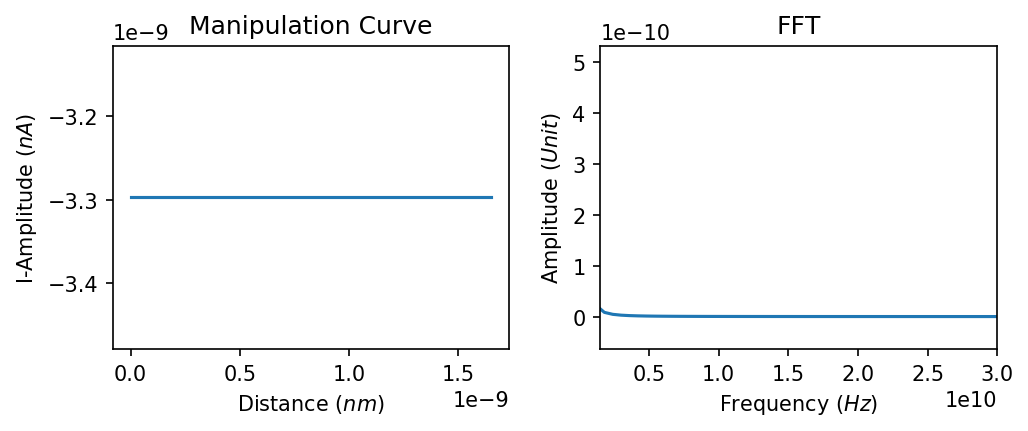 Manipulation Curve
1e−9
I-Amplitude (nA)
−3.2
−3.3
−3.4
0.0 0.5 1.0 1.5
Distance (nm)
1e−9
FFT
1e−10
Amplitude (Unit)
5
4
3
2
1
0
0.5 1.0 1.5 2.0 2.5 3.0
Frequency (Hz)
1e10